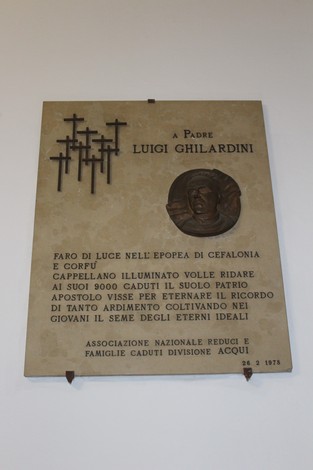 A PADRE
LUIGI GHILARDINI
FARO DI LUCE NELL'EPOPEA DI CEFALONIA
E CORFU'
CAPPELLANO ILLUMINATO VOLLE RIDARE
AI SUOI 9000 CADUTI IL SUOLO PATRIO
APOSTOLO VISSE PER ETERNARE IL RICORDO
DI TANTO ARDIMENTO COLTIVANDO NEI
GIOVANI IL SEME DEGLI ETERNI IDEALI
ASSOCIAZIONE NAZIONALE REDUCI E
FAMIGLIE CADUTI DIVISIONE ACQUI